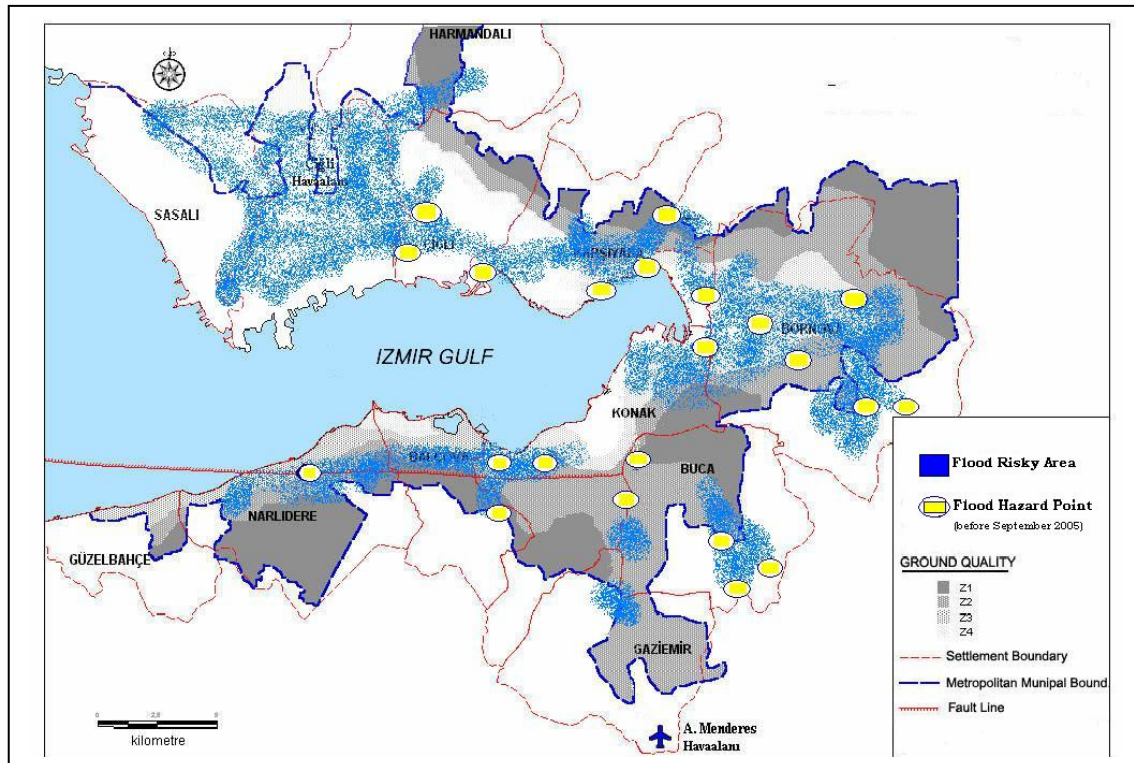 HARMANDALI
Çiğli
Havaalanı
SASALI
ÇİĞLİ
KARŞIYAKA
BORNOVA
IZMIR GULF
KONAK
BALÇOVA
BUCA
NARLIDERE
GÜZELBAHÇE
GAZİEMİR
A. Menderes
Havaalanı
kilometre
Flood Risky Area
Flood Hazard Point
(before September 2005)
GROUND QUALITY
Z1
Z2
Z3
Z4
Settlement Boundary
Metropolitan Munipal Bound.
Fault Line